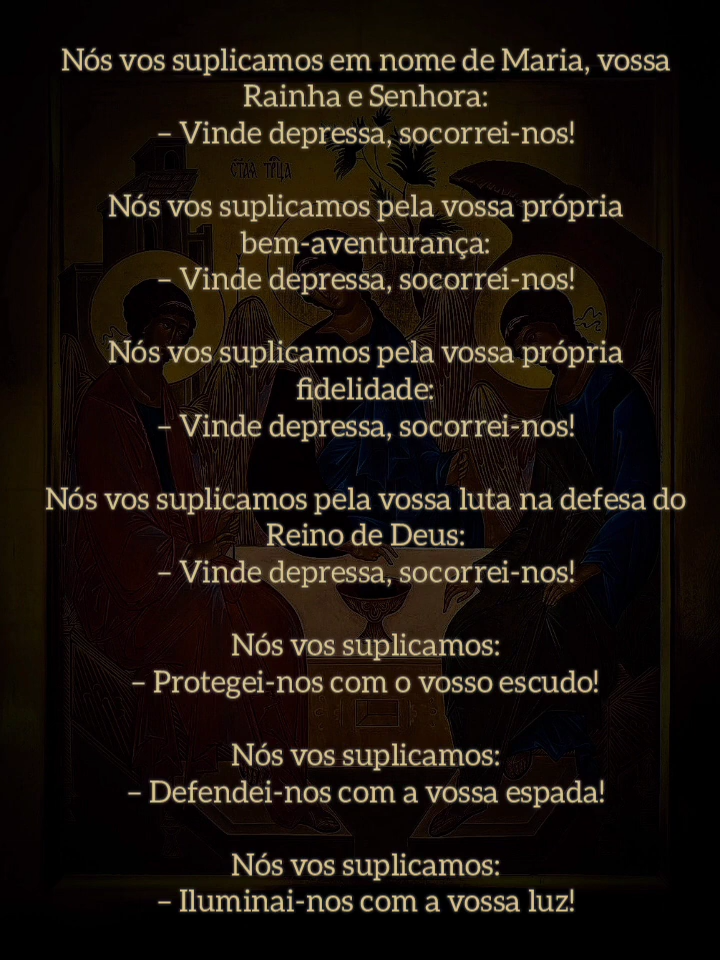 Nós vos suplicamos em nome de Maria, vossa
Rainha e Senhora:
– Vinde depressa, socorrei-nos!
Nós vos suplicamos pela vossa própria
bem-aventurança:
– Vinde depressa, socorrei-nos!
Nós vos suplicamos pela vossa própria
fidelidade:
– Vinde depressa, socorrei-nos!
Nós vos suplicamos pela vossa luta na defesa do
Reino de Deus:
– Vinde depressa, socorrei-nos!
Nós vos suplicamos:
– Protegei-nos com o vosso escudo!
Nós vos suplicamos:
– Defendei-nos com a vossa espada!
Nós vos suplicamos:
– Iluminai-nos com a vossa luz!